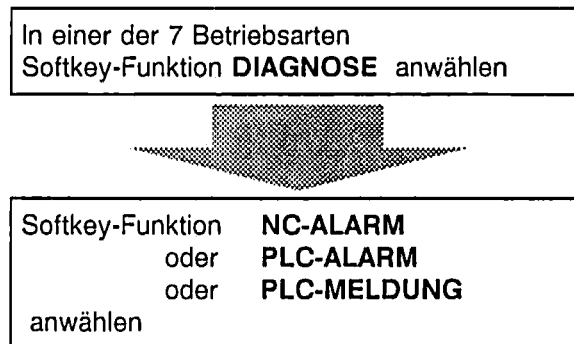 In einer der 7 Betriebsarten
Softkey-Funktion DIAGNOSE anwählen
Softkey-Funktion NC-ALARM
oder PLC-ALARM
oder PLC-MELDUNG
anwählen